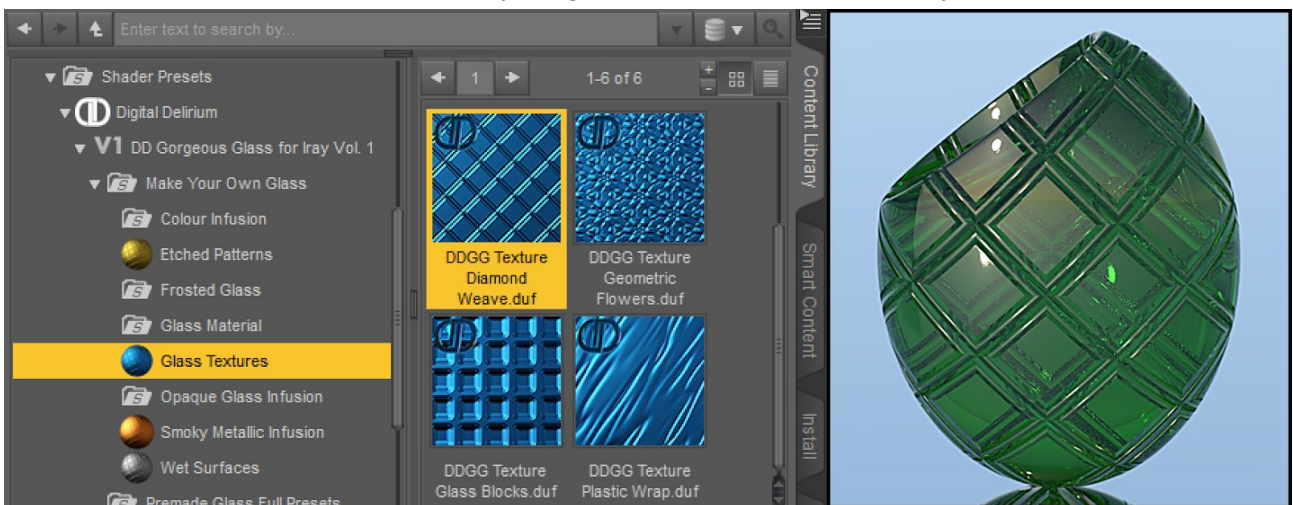 Enter text to search by...
Shader Presets
Digital Delirium
V1 DD Gorgeous Glass for Iray Vol. 1
Make Your Own Glass
Colour Infusion
Etched Patterns
Frosted Glass
Glass Material
Glass Textures
Opaque Glass Infusion
Smoky Metallic Infusion
Wet Surfaces
Premade Glass Full Presets
1
1-6 of 6
DDGG Texture
Diamond
Weave.duf
DDGG Texture
Geometric
Flowers.duf
DDGG Texture
Glass Blocks.duf
DDGG Texture
Plastic Wrap.duf
Content Library
Smart Content
Install